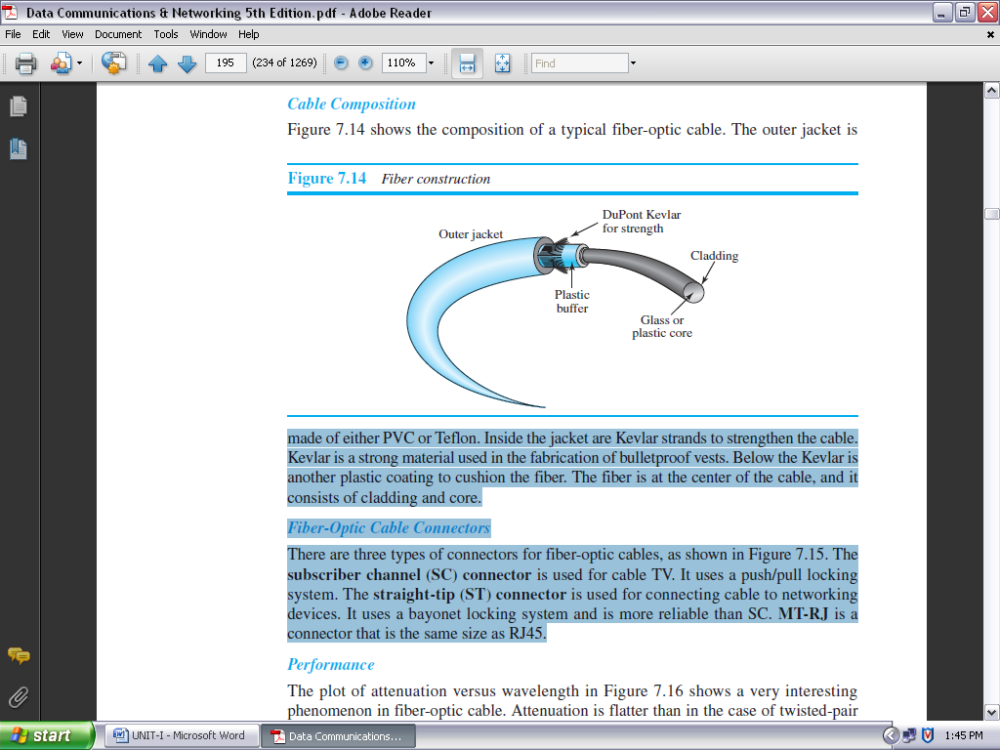 Data Communications & Networking 5th Edition.pdf - Adobe Reader
File Edit View Document Tools Window Help
195 (234 of 1269) 110% Find
Cable Composition
Figure 7.14 shows the composition of a typical fiber-optic cable. The outer jacket is
Figure 7.14 Fiber construction
DuPont Kevlar
for strength
Outer jacket
Cladding
Plastic
buffer
Glass or
plastic core
made of either PVC or Teflon. Inside the jacket are Kevlar strands to strengthen the cable.
Kevlar is a strong material used in the fabrication of bulletproof vests. Below the Kevlar is
another plastic coating to cushion the fiber. The fiber is at the center of the cable, and it
consists of cladding and core.
Fiber-Optic Cable Connectors
There are three types of connectors for fiber-optic cables, as shown in Figure 7.15. The
subscriber channel (SC) connector is used for cable TV. It uses a push/pull locking
system. The straight-tip (ST) connector is used for connecting cable to networking
devices. It uses a bayonet locking system and is more reliable than SC. MT-RJ is a
connector that is the same size as RJ45.
Performance
The plot of attenuation versus wavelength in Figure 7.16 shows a very interesting
phenomenon in fiber-optic cable. Attenuation is flatter than in the case of twisted-pair
start UNIT-I - Microsoft Word Data Communications... 1:45 PM